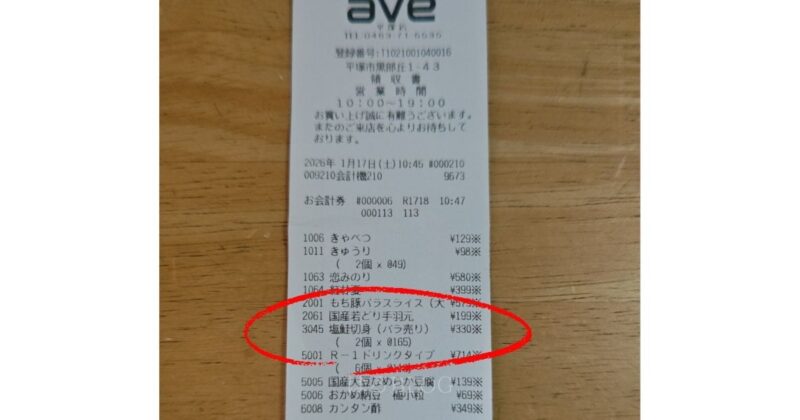 ave
平塚店
登録番号:T1021001040016
平塚市黒部丘1-43
領収書
営業時間
10:00~19:00
お買い上げ誠に有難うございます。
またのご来店を心よりお待ちして
おります。
2026年 1月17日(土)10:45 #000210
009210会計機210 9673
お会計券 #000006 R1718 10:47
000113 113
1006 きゃべつ ¥129※
1011 きゅうり ¥98※
( 2個 × @49)
1063 恋みのり ¥580※
1064 ¥399※
2001 もち豚バラスライス(大 ¥573※
2061 国産若どり手羽元 ¥199※
3045 塩鮭切身(バラ売り) ¥330※
( 2個 × @165)
5001 R-1ドリンクタイプ ¥714※
( 6個
5005 国産大豆なめらか豆腐 ¥139※
5006 おかめ納豆 極小粒 ¥69※
6008 カンタン酢 ¥349※